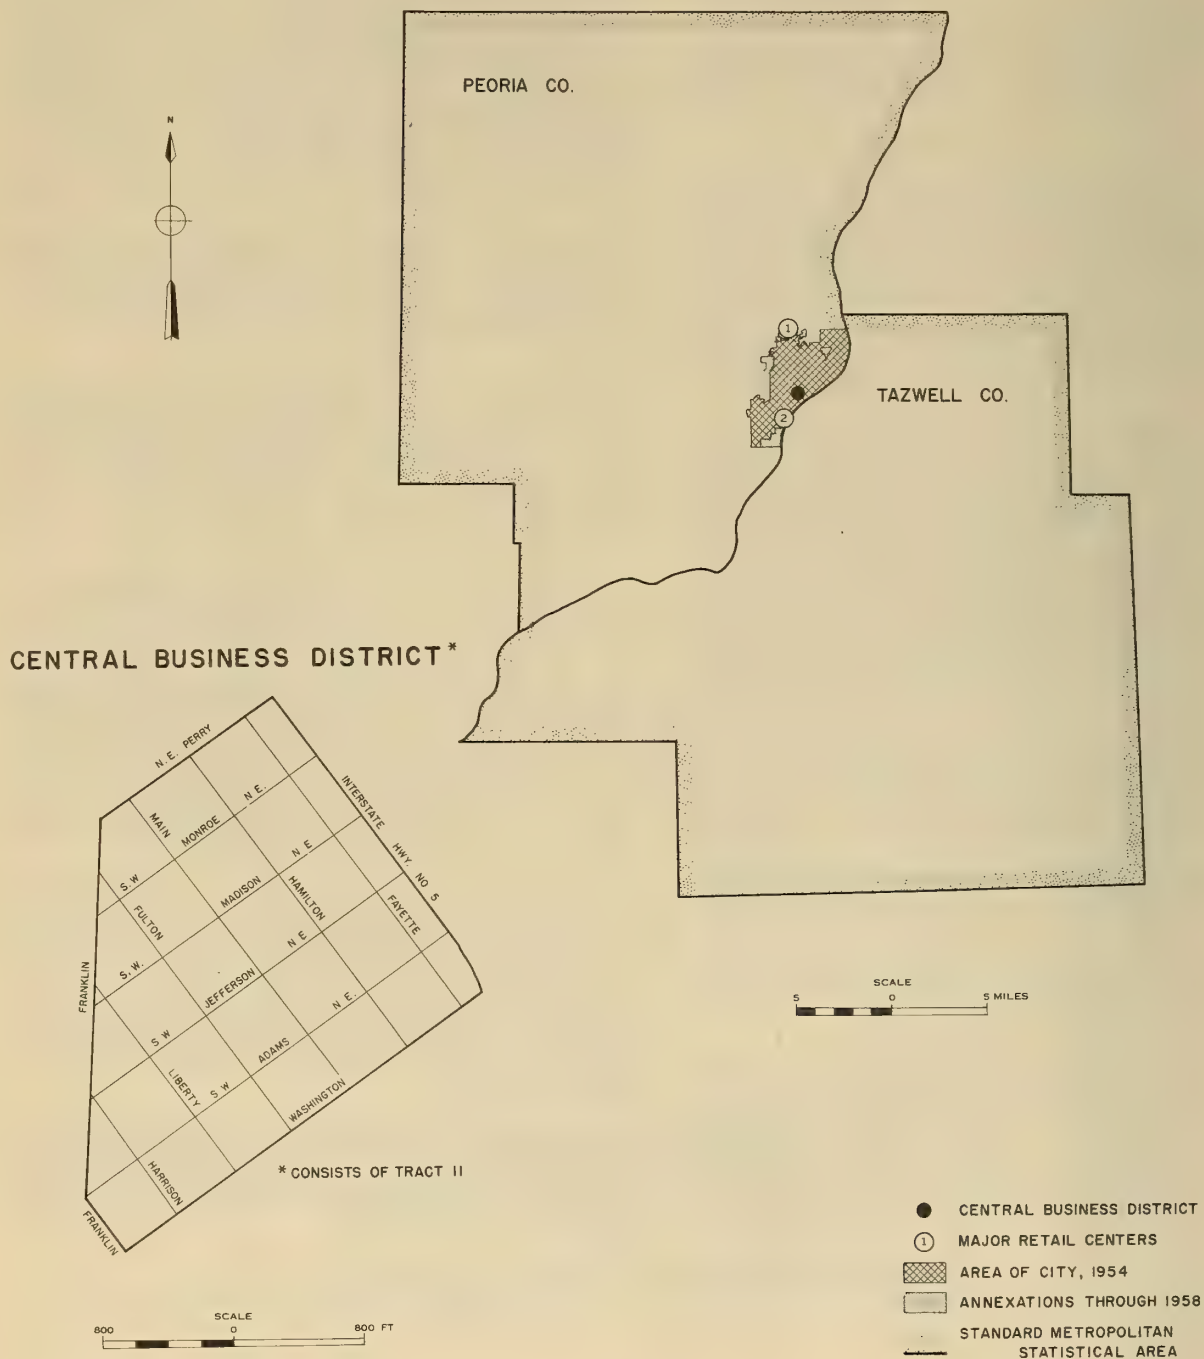 PEORIA CO.
N
1
TAZWELL CO.
2
CENTRAL BUSINESS DISTRICT*
N. E. PERRY
MAIN
S. W MONROE N E.
INTERSTATE HWY. NO 5
S. W. MADISON N E
HAMILTON
FULTON
FAYETTE
FRANKLIN
S W JEFFERSON N E
LIBERTY
S W ADAMS N E.
WASHINGTON
HARRISON
FRANKLIN
* CONSISTS OF TRACT 11
SCALE
5 0 5 MILES
SCALE
800 0 800 FT
CENTRAL BUSINESS DISTRICT
1 MAJOR RETAIL CENTERS
AREA OF CITY, 1954
ANNEXATIONS THROUGH 1958
STANDARD METROPOLITAN
STATISTICAL AREA